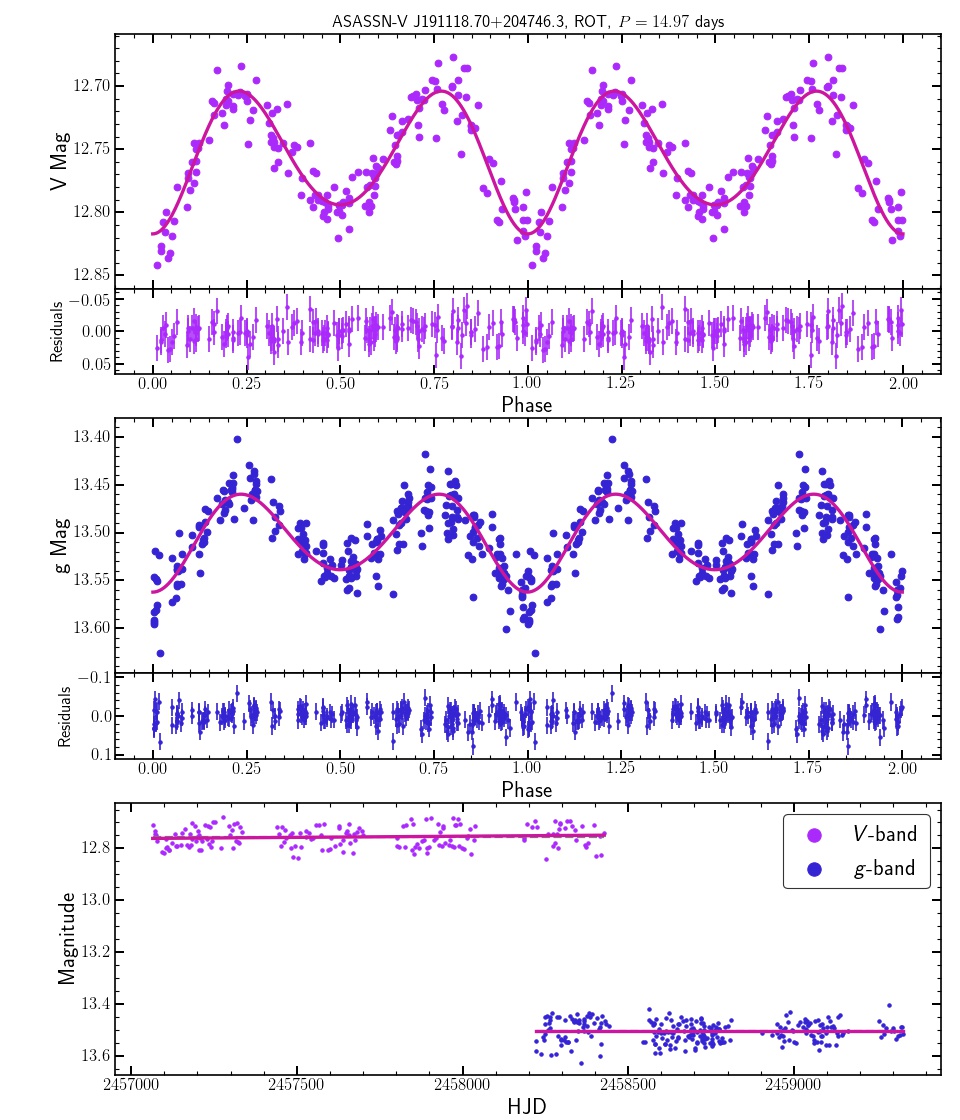 ASASSN-V J191118.70+204746.3, ROT, P = 14.97 days
12.70
12.75
12.80
12.85
V Mag
−0.05
0.00
0.05
Residuals
0.00 0.25 0.50 0.75 1.00 1.25 1.50 1.75 2.00
Phase
13.40
13.45
13.50
13.55
13.60
g Mag
−0.1
0.0
0.1
Residuals
0.00 0.25 0.50 0.75 1.00 1.25 1.50 1.75 2.00
Phase
V-band
g-band
12.8
13.0
13.2
13.4
13.6
Magnitude
2457000 2457500 2458000 2458500 2459000
HJD